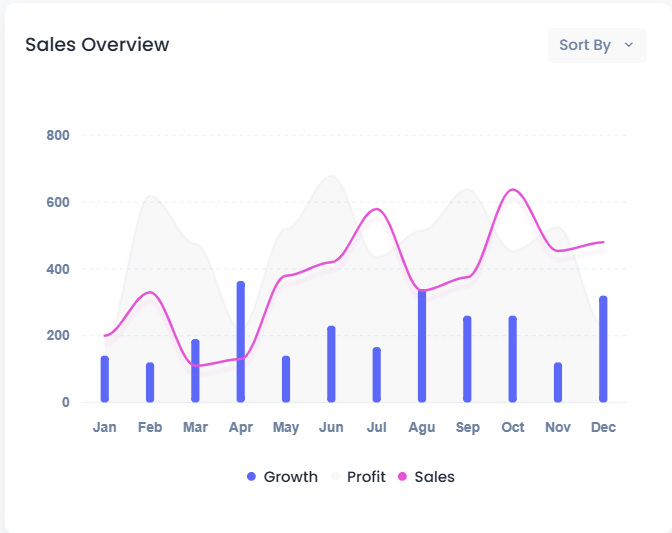 Sales Overview
Sort By
800
600
400
200
0
Jan Feb Mar Apr May Jun Jul Agu Sep Oct Nov Dec
Growth Profit Sales